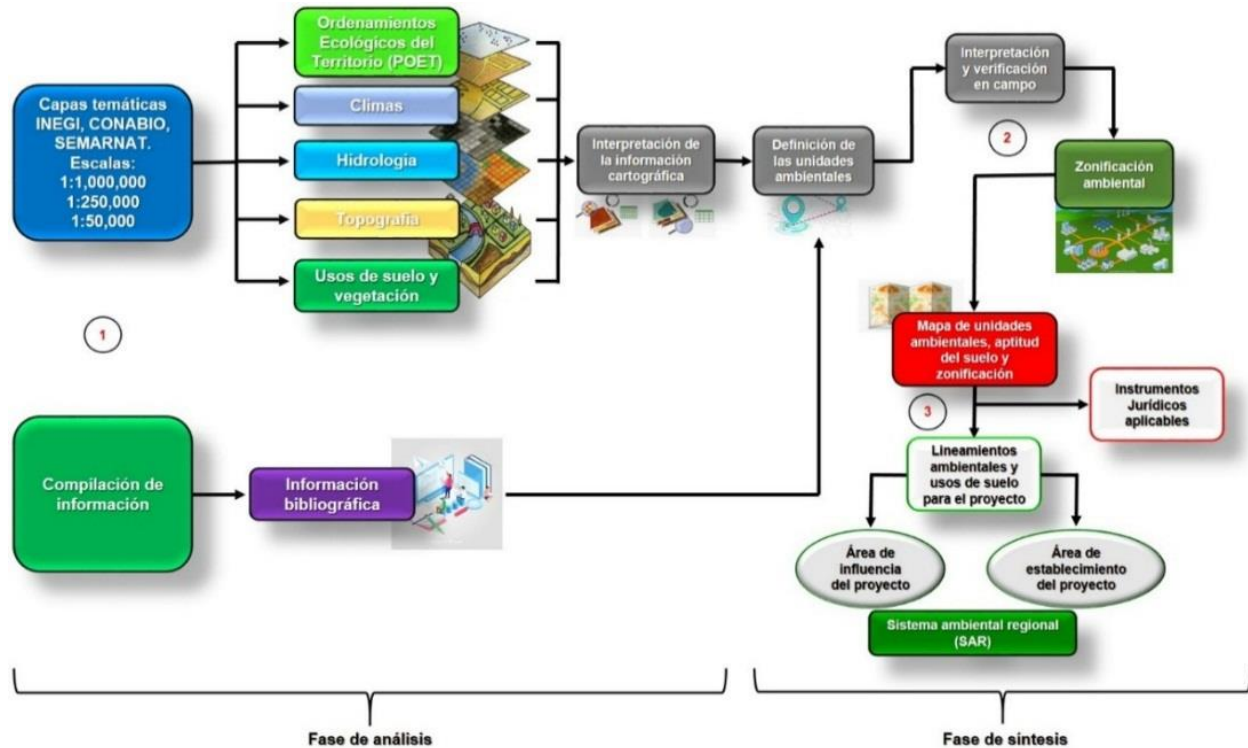 Capas temáticas
INEGI, CONABIO,
SEMARNAT.
Escalas:
1:1,000,000
1:250,000
1:50,000
1
Ordenamientos
Ecológicos del
Territorio (POET)
Climas
Hidrología
Topografía
Usos de suelo y
vegetación
Interpretación de
la información
cartográfica
Definición de
las unidades
ambientales
Interpretación
y verificación
en campo
2
Zonificación
ambiental
Mapa de unidades
ambientales, aptitud
del suelo y
zonificación
3
Instrumentos
Jurídicos
aplicables
Lineamientos
ambientales y
usos de suelo
para el proyecto
Área de
influencia
del proyecto
Área de
establecimiento
del proyecto
Sistema ambiental regional
(SAR)
Compilación de
información
Información
bibliográfica
Fase de análisis
Fase de síntesis